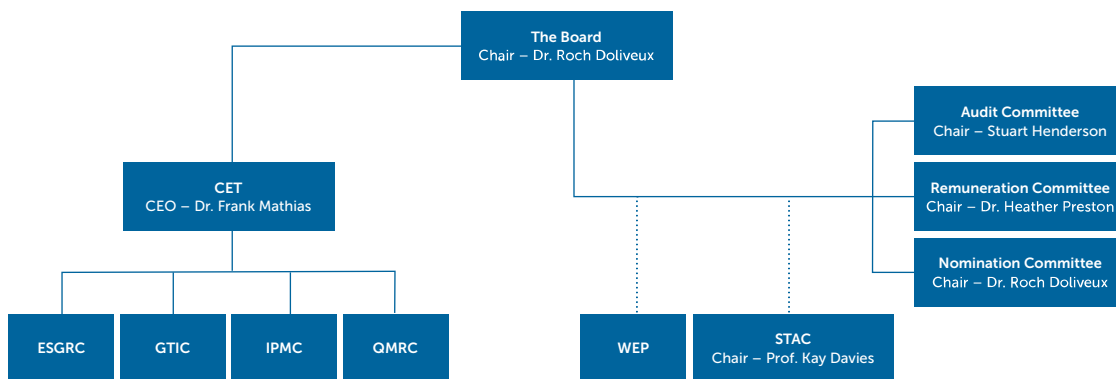 The Board
Chair – Dr. Roch Doliveux
Audit Committee
Chair – Stuart Henderson
CET
CEO – Dr. Frank Mathias
Remuneration Committee
Chair – Dr. Heather Preston
Nomination Committee
Chair – Dr. Roch Doliveux
ESGRC
GTIC
IPMC
QMRC
WEP
STAC
Chair – Prof. Kay Davies